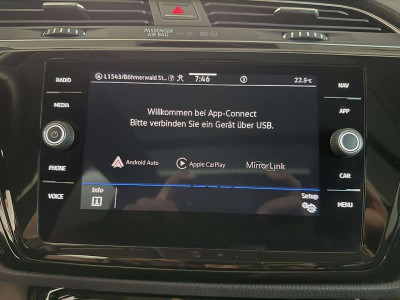 PASSENGER
AIR BAG
RADIO
L1543/Böhmerwald St...
7:46
22.5°C
NAV
MEDIA
APP
Willkommen bei App-Connect
Bitte verbinden Sie ein Gerät über USB.
Android Auto
Apple CarPlay
MirrorLink
PHONE
CAR
VOICE
Info
Setup
MENU